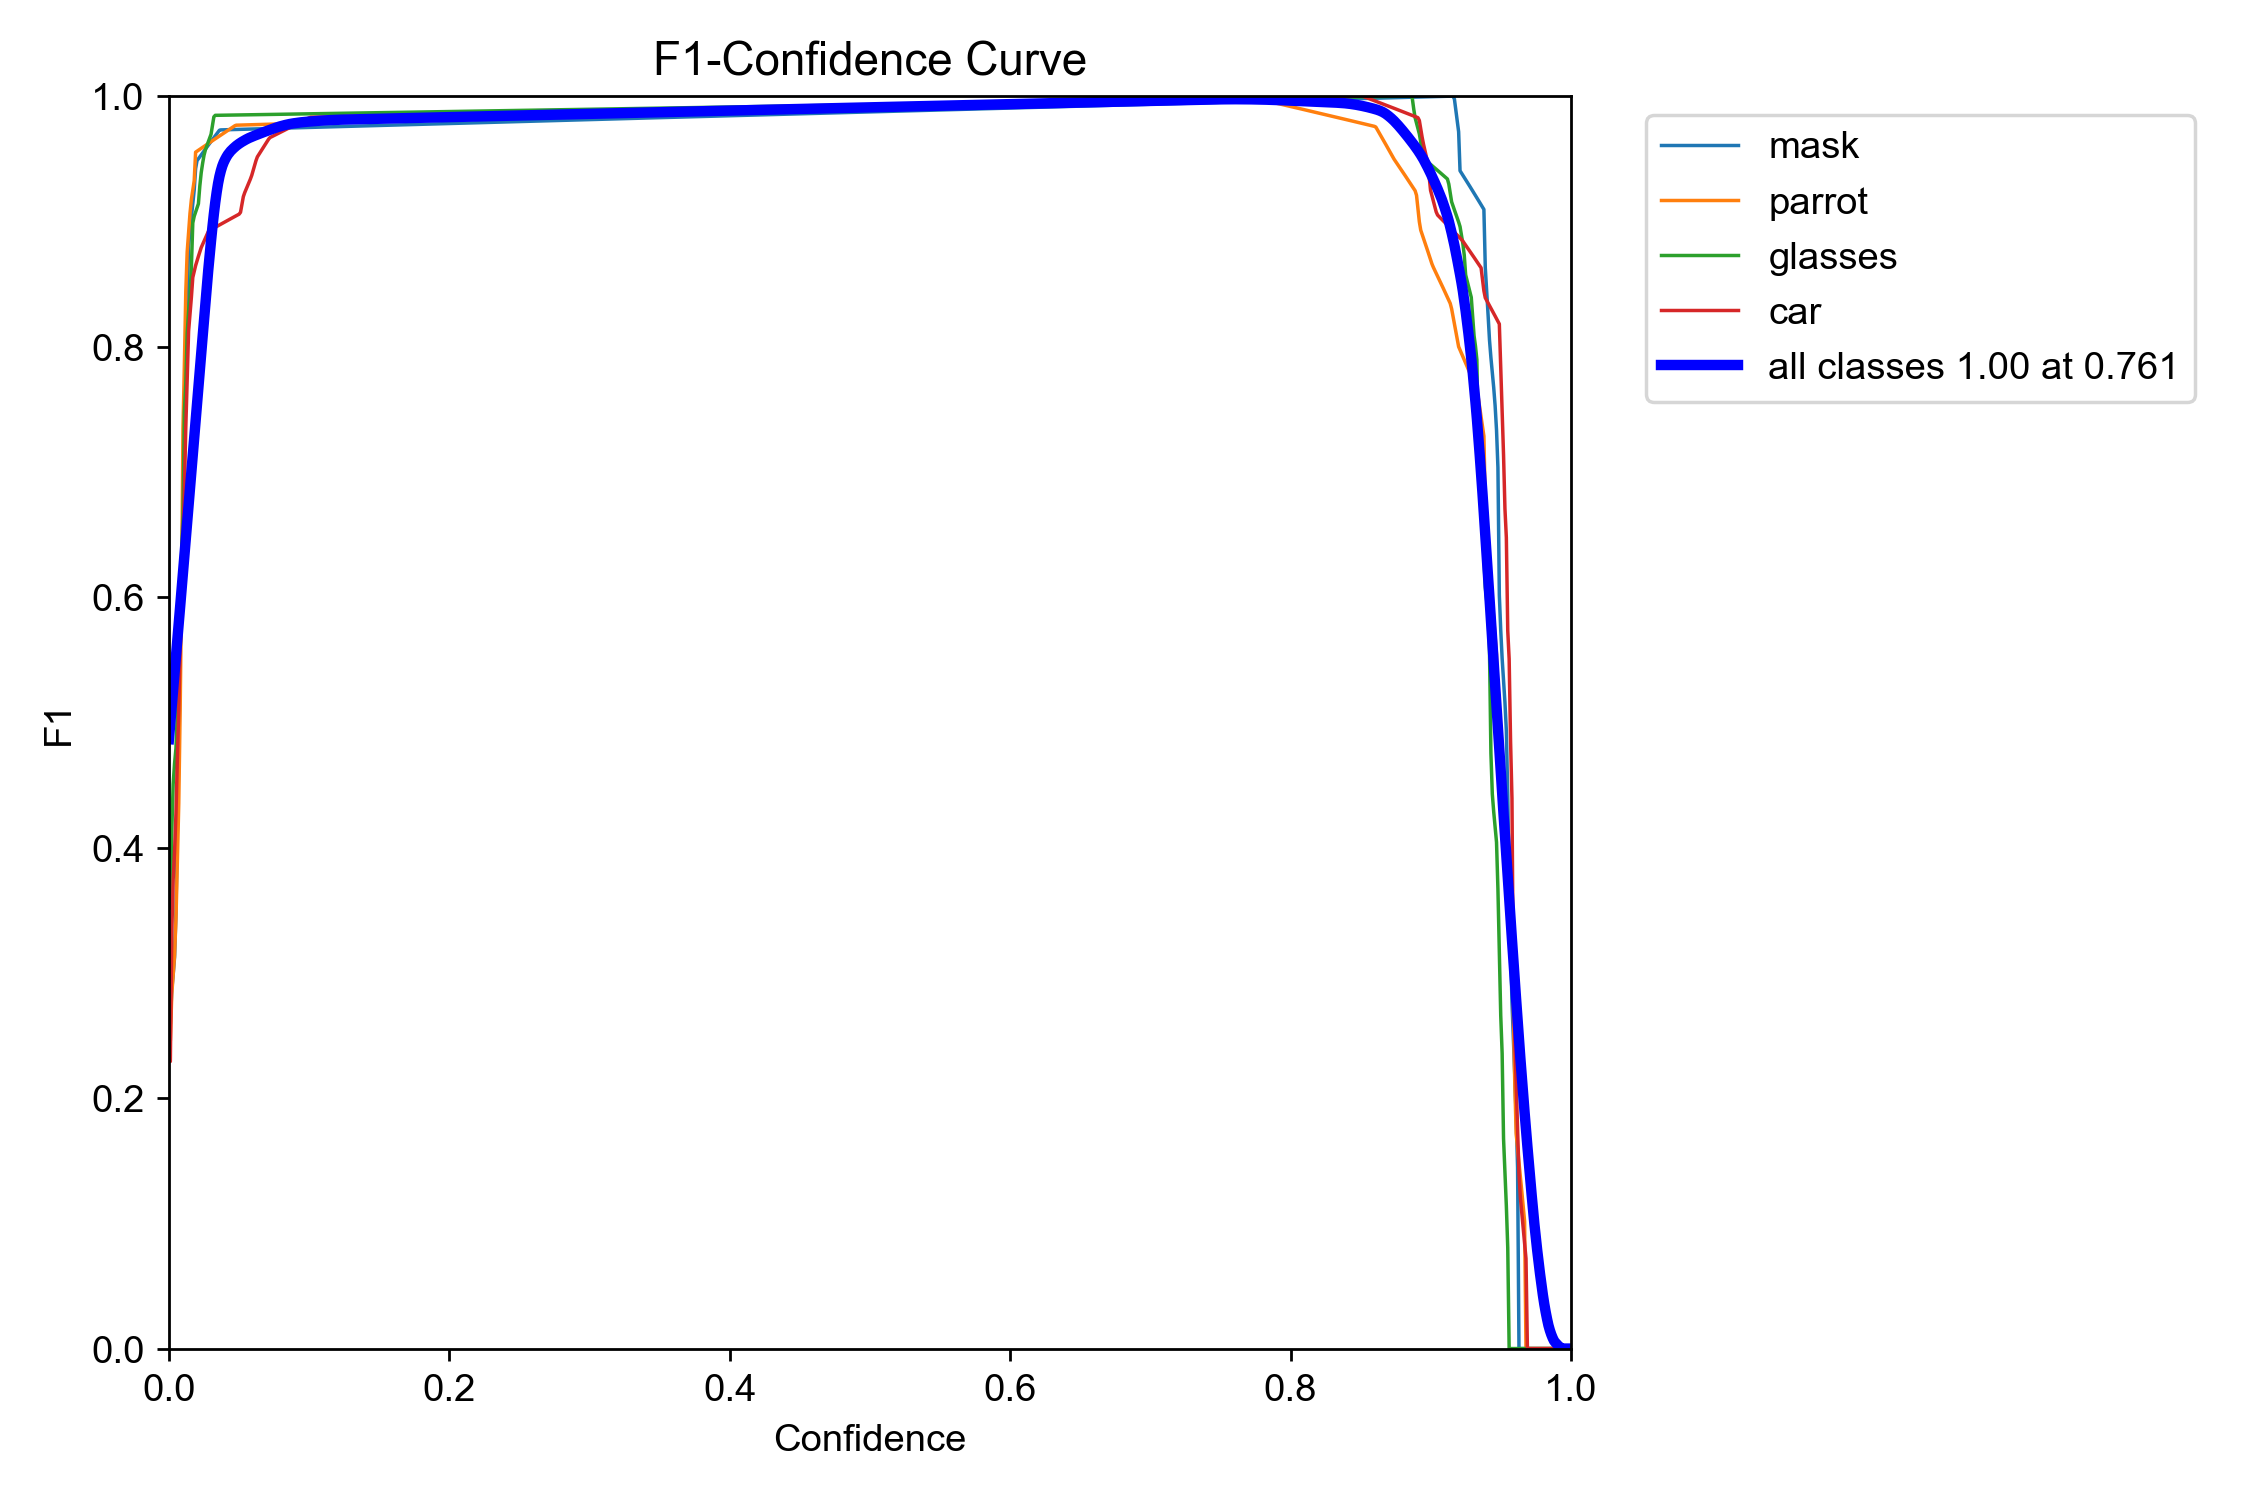 F1-Confidence Curve
1.0
0.8
0.6
0.4
0.2
0.0
F1
0.0 0.2 0.4 0.6 0.8 1.0
Confidence
mask
parrot
glasses
car
all classes 1.00 at 0.761